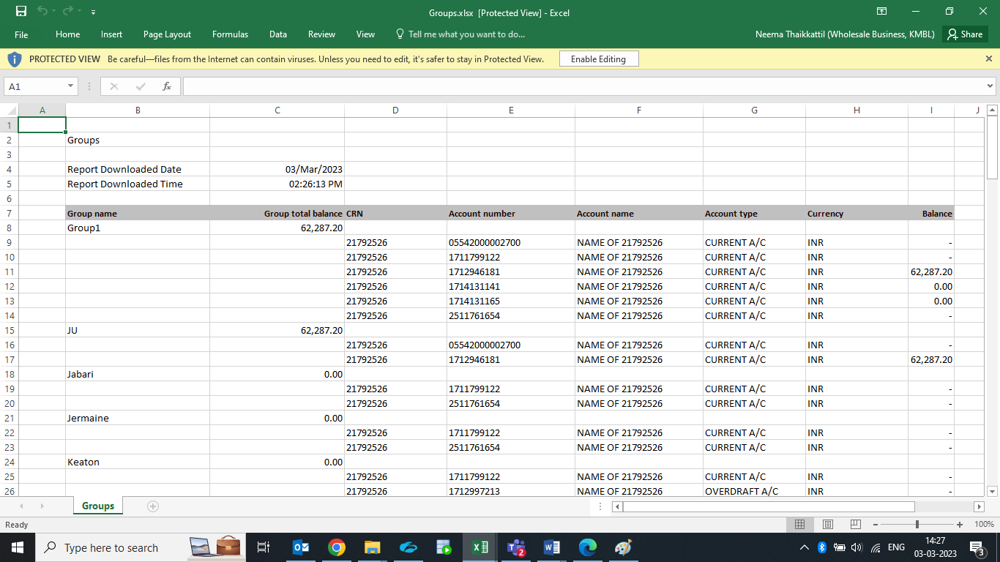 Groups.xlsx [Protected View] - Excel
File Home Insert Page Layout Formulas Data Review View Tell me what you want to do... Neema Thaikkattil (Wholesale Business, KMBL) Share
PROTECTED VIEW Be careful—files from the Internet can contain viruses. Unless you need to edit, it's safer to stay in Protected View. Enable Editing
A1 fx
A B C D E F G H I J
1
2 Groups
3
4 Report Downloaded Date 03/Mar/2023
5 Report Downloaded Time 02:26:13 PM
6
7 Group name Group total balance CRN Account number Account name Account type Currency Balance
8 Group1 62,287.20
9 21792526 05542000002700 NAME OF 21792526 CURRENT A/C INR -
10 21792526 1711799122 NAME OF 21792526 CURRENT A/C INR -
11 21792526 1712946181 NAME OF 21792526 CURRENT A/C INR 62,287.20
12 21792526 1714131141 NAME OF 21792526 CURRENT A/C INR 0.00
13 21792526 1714131165 NAME OF 21792526 CURRENT A/C INR 0.00
14 21792526 2511761654 NAME OF 21792526 CURRENT A/C INR -
15 JU 62,287.20
16 21792526 05542000002700 NAME OF 21792526 CURRENT A/C INR -
17 21792526 1712946181 NAME OF 21792526 CURRENT A/C INR 62,287.20
18 Jabari 0.00
19 21792526 1711799122 NAME OF 21792526 CURRENT A/C INR -
20 21792526 2511761654 NAME OF 21792526 CURRENT A/C INR -
21 Jermaine 0.00
22 21792526 1711799122 NAME OF 21792526 CURRENT A/C INR -
23 21792526 2511761654 NAME OF 21792526 CURRENT A/C INR -
24 Keaton 0.00
25 21792526 1711799122 NAME OF 21792526 CURRENT A/C INR -
26 21792526 1712997213 NAME OF 21792526 OVERDRAFT A/C INR -
Groups
Ready 100%
Type here to search ENG 14:27
03-03-2023 3
2